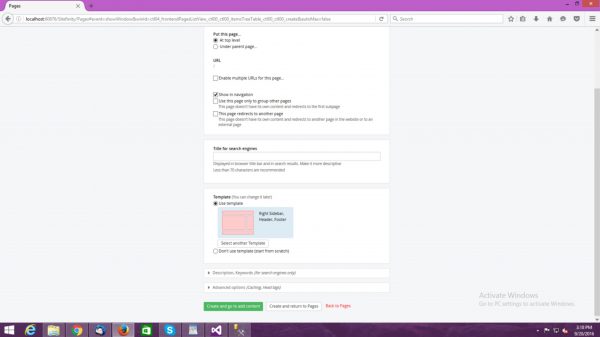 Pages
localhost:60876/Sitefinity/Pages#parent=showWindow&winId=ctl04_frontendPagesListView_ctl00_ctl00_itemsTreeTable_ctl00_ctl00_createBasitsMlax=false
Search
Put this page...
At top level
Under parent page...
URL
/
Enable multiple URLs for this page...
Show in navigation
Use this page only to group other pages
This page doesn't have its own content and redirects to the first subpage
This page redirects to another page
This page doesn't have its own content and redirects to another page in the website or to an
external page
Title for search engines
Displayed in browser title bar and in search results. Make it more descriptive
Less than 70 characters are recommended
Template (You can change it later)
Use template
Right Sidebar,
Header, Footer
Select another Template
Don't use template (start from scratch)
Description, Keywords (for search engines only)
Advanced options (Caching, Head tags)
Create and go to add content
Create and return to Pages
Back to Pages
Activate Windows
Go to PC settings to activate Windows.
3:18 PM
9/20/2016